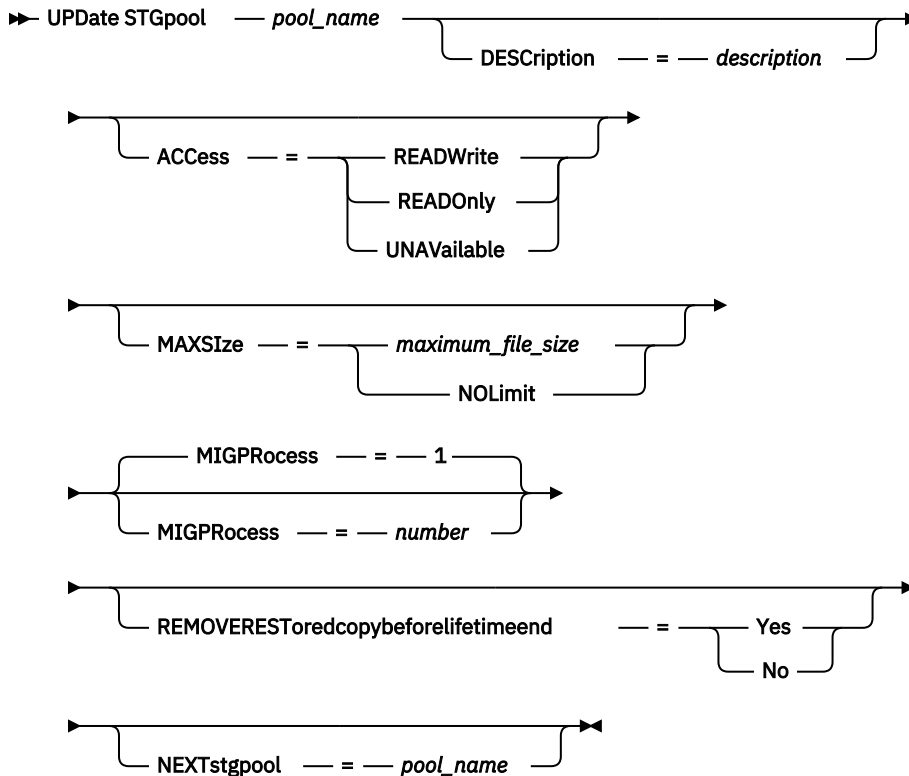 UPDate STGpool — pool_name
DESCription — = — description
ACCess — = READWrite
READOnly
UNAVailable
MAXSIze — = maximum_file_size
NOLimit
MIGPRocess — = — 1
MIGPRocess — = — number
REMOVERESToredcopybeforelifetimeend — = Yes
No
NEXTstgpool — = — pool_name